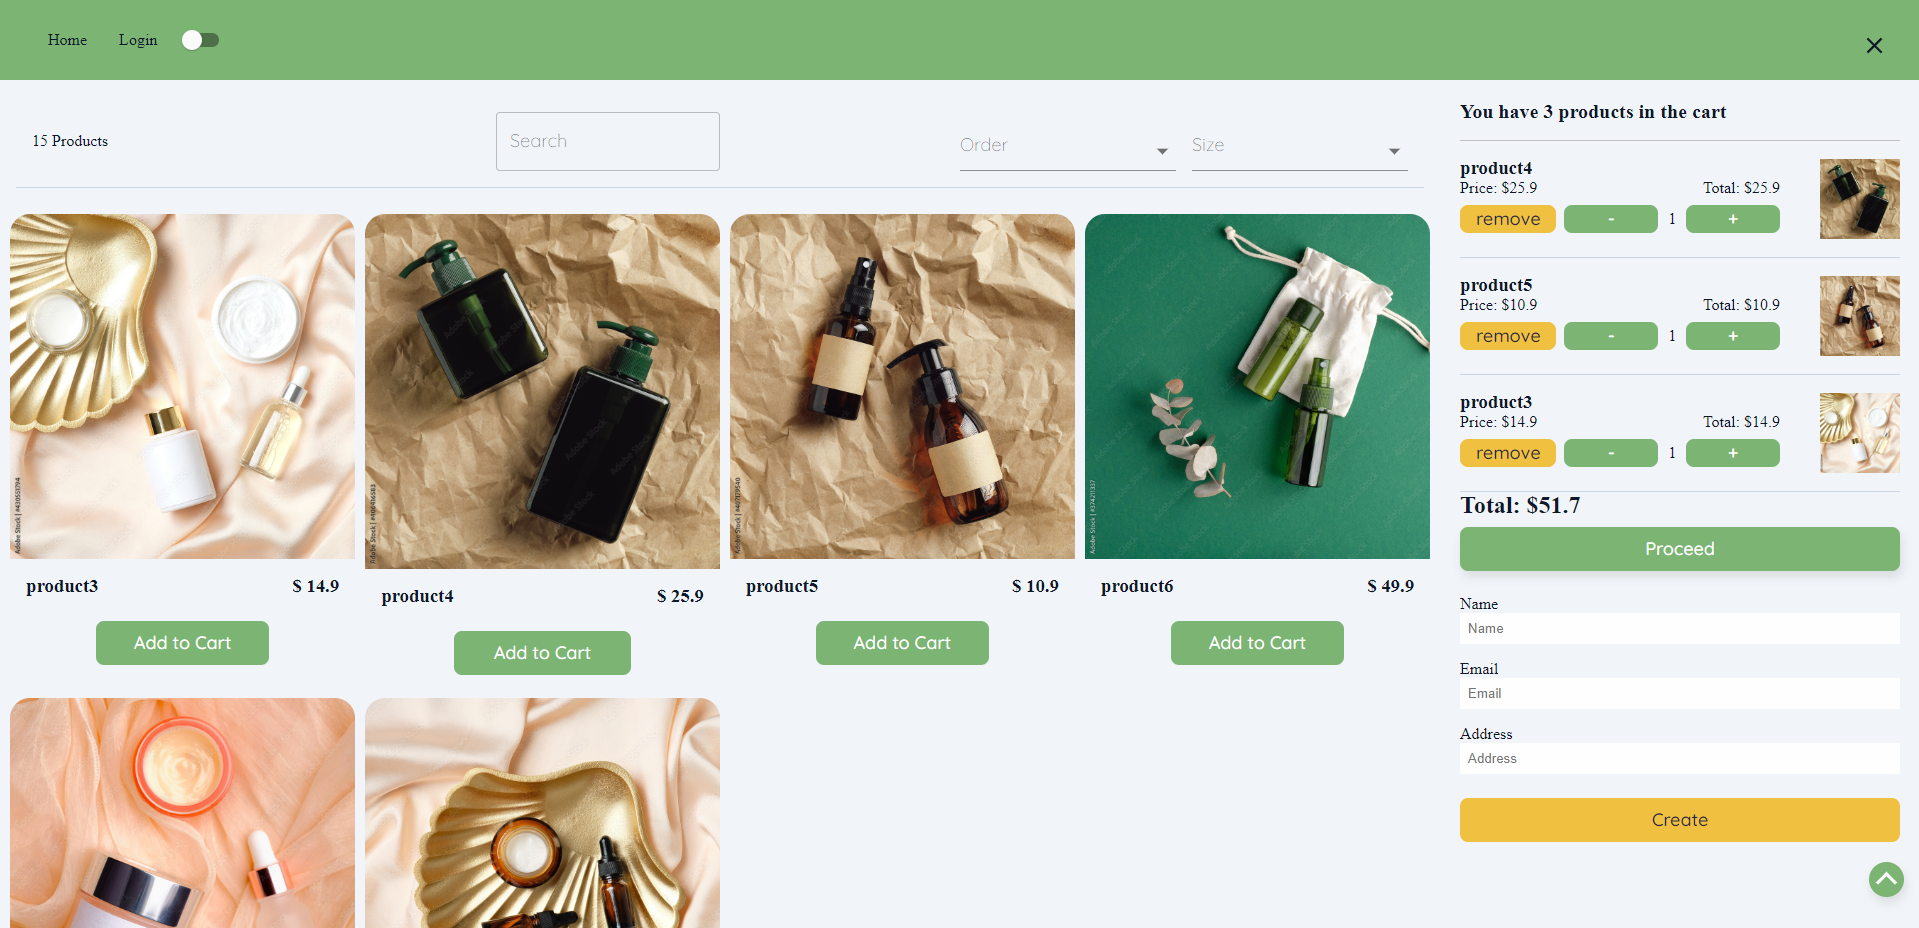 Home
Login
15 Products
Search
Order
Size
Adobe Stock | #430551794
product3
$ 14.9
Add to Cart
product4
$ 25.9
Add to Cart
product5
$ 10.9
Add to Cart
product6
$ 49.9
Add to Cart
You have 3 products in the cart
product4
Price: $25.9
Total: $25.9
remove
-
1
+
product5
Price: $10.9
Total: $10.9
remove
-
1
+
product3
Price: $14.9
Total: $14.9
remove
-
1
+
Total: $51.7
Proceed
Name
Name
Email
Email
Address
Address
Create